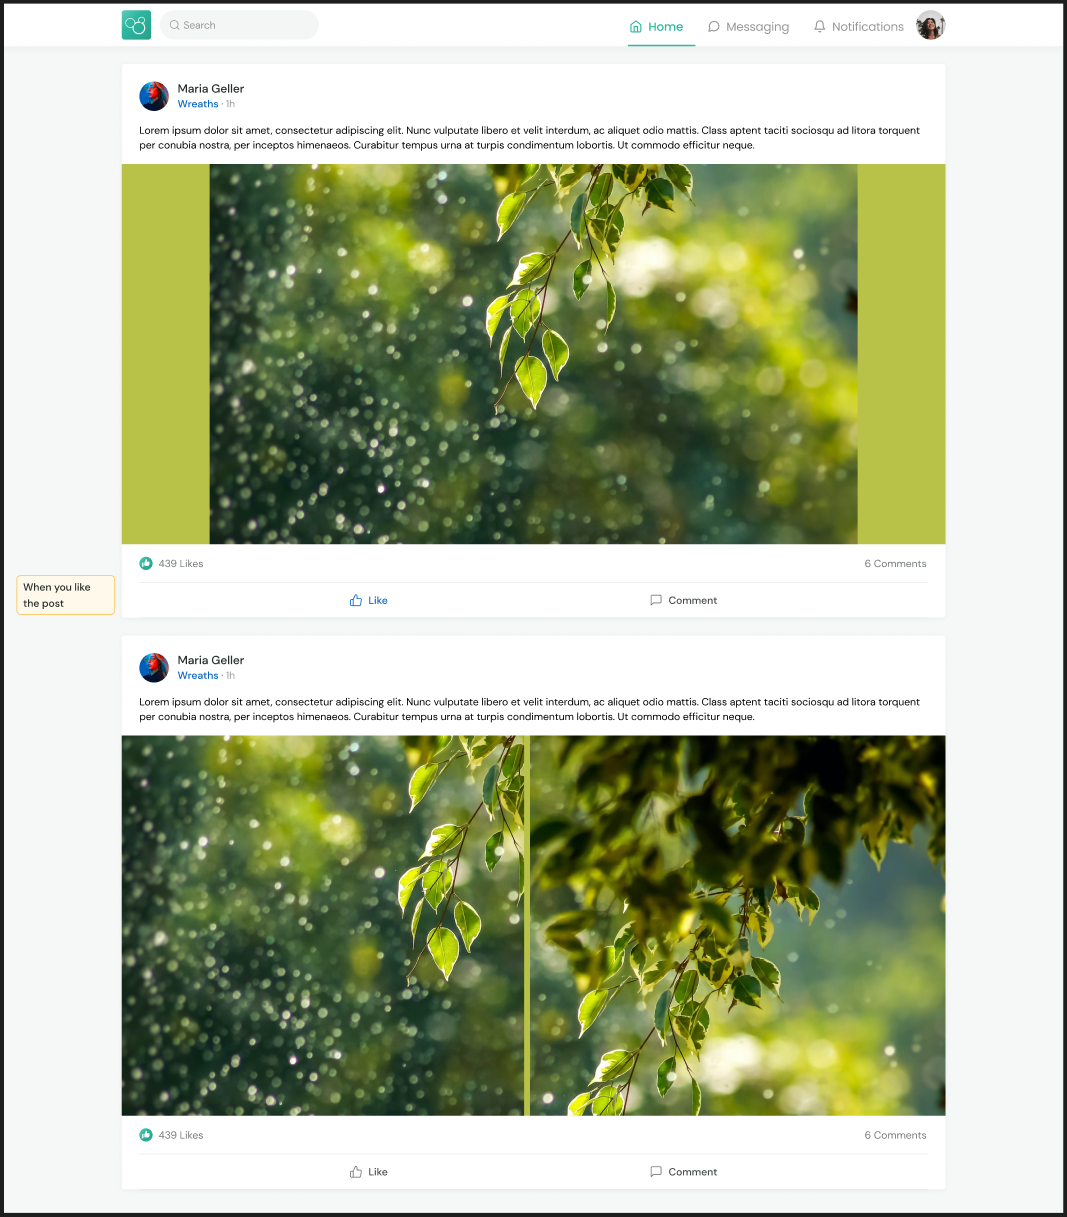 Search
Home
Messaging
Notifications
Maria Geller
Wreaths · 1h
Lorem ipsum dolor sit amet, consectetur adipiscing elit. Nunc vulputate libero et velit interdum, ac aliquet odio mattis. Class aptent taciti sociosqu ad litora torquent
per conubia nostra, per inceptos himenaeos. Curabitur tempus urna at turpis condimentum lobortis. Ut commodo efficitur neque.
439 Likes
6 Comments
When you like
the post
Like
Comment
Maria Geller
Wreaths · 1h
Lorem ipsum dolor sit amet, consectetur adipiscing elit. Nunc vulputate libero et velit interdum, ac aliquet odio mattis. Class aptent taciti sociosqu ad litora torquent
per conubia nostra, per inceptos himenaeos. Curabitur tempus urna at turpis condimentum lobortis. Ut commodo efficitur neque.
439 Likes
6 Comments
Like
Comment